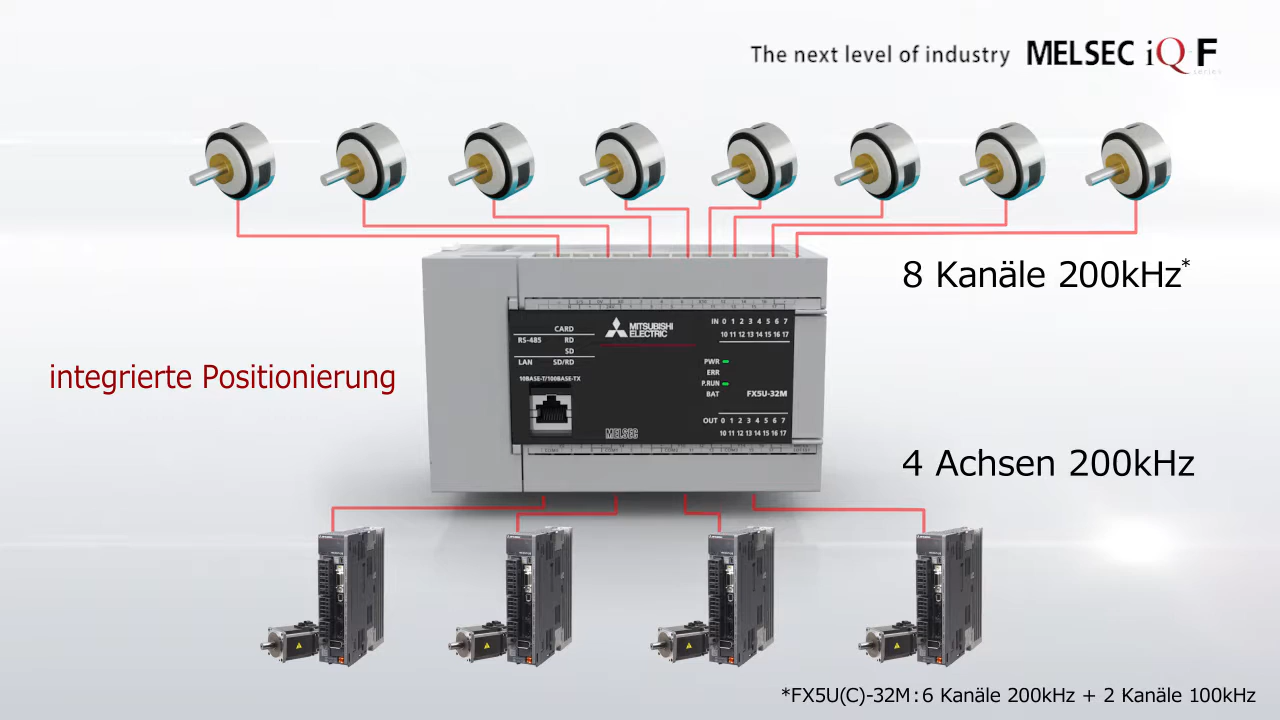 The next level of industry MELSEC iQ-F
series
8 Kanäle 200kHz*
integrierte Positionierung
MITSUBISHI
ELECTRIC
CARD
RS-485 RD
SD
LAN SD/RD
10BASE-T/100BASE-TX
MELSEC
IN 0 1 2 3 4 5 6 7
10 11 12 13 14 15 16 17
PWR
ERR
P.RUN
BAT
FX5U-32M
OUT 0 1 2 3 4 5 6 7
10 11 12 13 14 15 16 17
4 Achsen 200kHz
*FX5U(C)-32M:6 Kanäle 200kHz + 2 Kanäle 100kHz